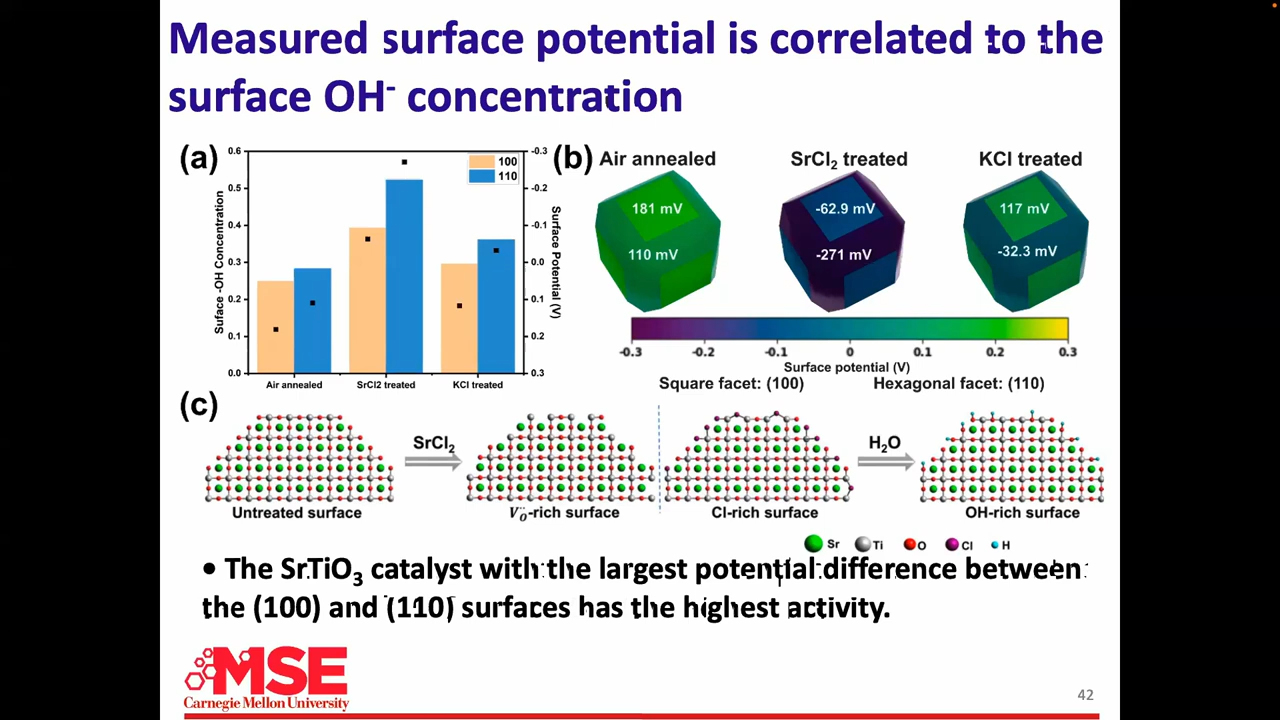 Measured surface potential is correlated to the
surface OH- concentration
(a)
0.6
0.5
0.4
0.3
0.2
0.1
0.0
Suface -OH Concentration
100
110
-0.3
-0.2
-0.1
0.0
0.1
0.2
0.3
Surface Potential (V)
Air annealed
SrCl2 treated
KCl treated
(b)
Air annealed
SrCl2 treated
KCl treated
181 mV
110 mV
-62.9 mV
-271 mV
117 mV
-32.3 mV
-0.3 -0.2 -0.1 0 0.1 0.2 0.3
Surface potential (V)
Square facet: (100)
Hexagonal facet: (110)
(c)
SrCl2
H2O
Untreated surface
VÖ-rich surface
Cl-rich surface
OH-rich surface
Sr Ti O Cl H
• The SrTiO3 catalyst with the largest potential difference between
the (100) and (110) surfaces has the highest activity.
MSE
Carnegie Mellon University
42